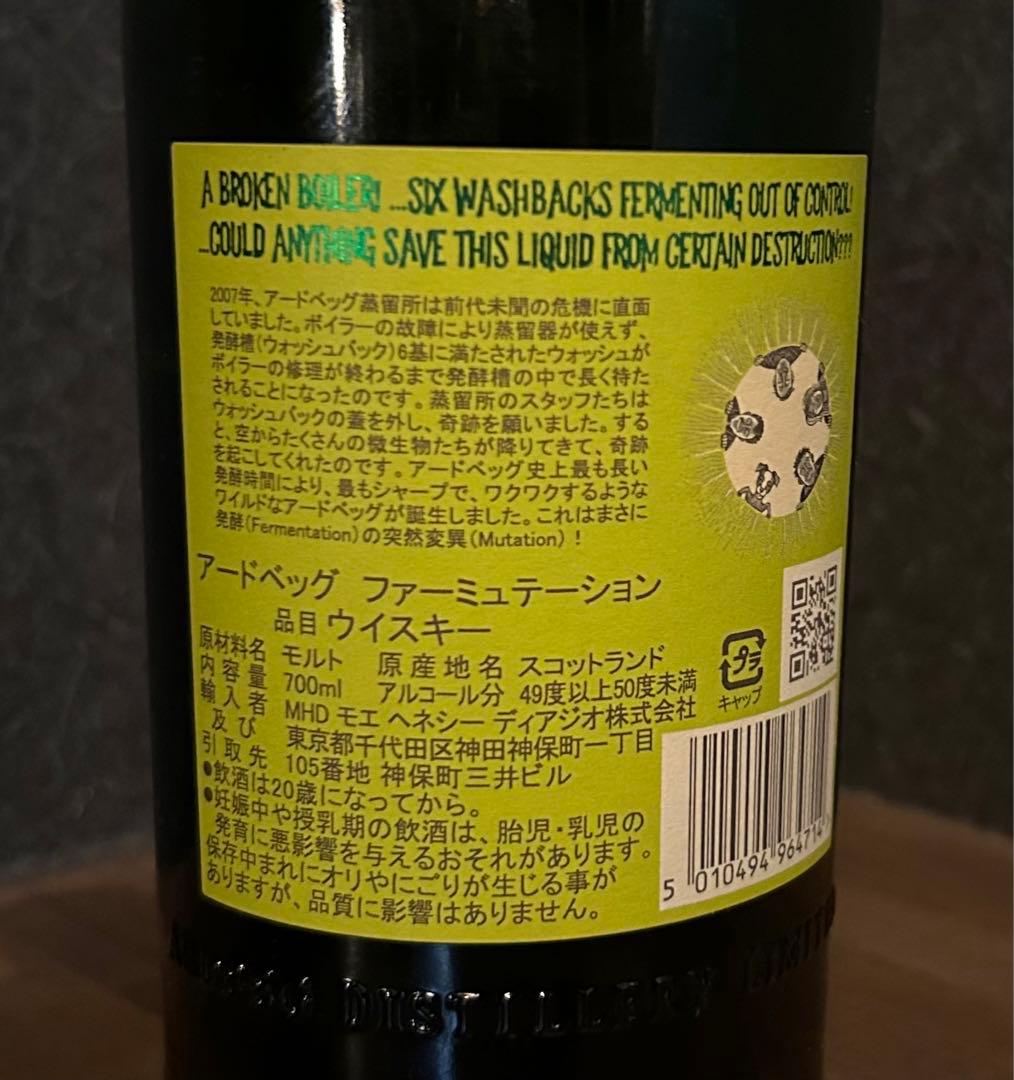 A BROKEN BOILER! ...SIX WASHBACKS FERMENTING OUT OF CONTROL!
...COULD ANYTHING SAVE THIS LIQUID FROM CERTAIN DESTRUCTION???
2007年、アードベッグ蒸留所は前代未聞の危機に直面
していました。ボイラーの故障により蒸留器が使えず、
発酵槽(ウォッシュバック)6基に満たされたウォッシュが
ボイラーの修理が終わるまで発酵槽の中で長く待た
されることになったのです。蒸留所のスタッフたちは
ウォッシュバックの蓋を外し、奇跡を願いました。する
と、空からたくさんの微生物たちが降りてきて、奇跡
を起こしてくれたのです。アードベッグ史上最も長い
発酵時間により、最もシャープで、ワクワクするような
ワイルドなアードベッグが誕生しました。これはまさに
発酵(Fermentation)の突然変異(Mutation)!
アードベッグ ファーミュテーション
品目 ウイスキー
原材料名 モルト 原産地名 スコットランド
内容量 700ml アルコール分 49度以上50度未満
輸入者 MHD モエ ヘネシー ディアジオ株式会社
及び 東京都千代田区神田神保町一丁目
引取先 105番地 神保町三井ビル
●飲酒は20歳になってから。
●妊娠中や授乳期の飲酒は、胎児・乳児の
発育に悪影響を与えるおそれがあります。
保存中まれにオリやにごりが生じる事が
ありますが、品質に影響はありません。
プラ
キャップ
5 010494 964714
DISTILLERY LIMITED